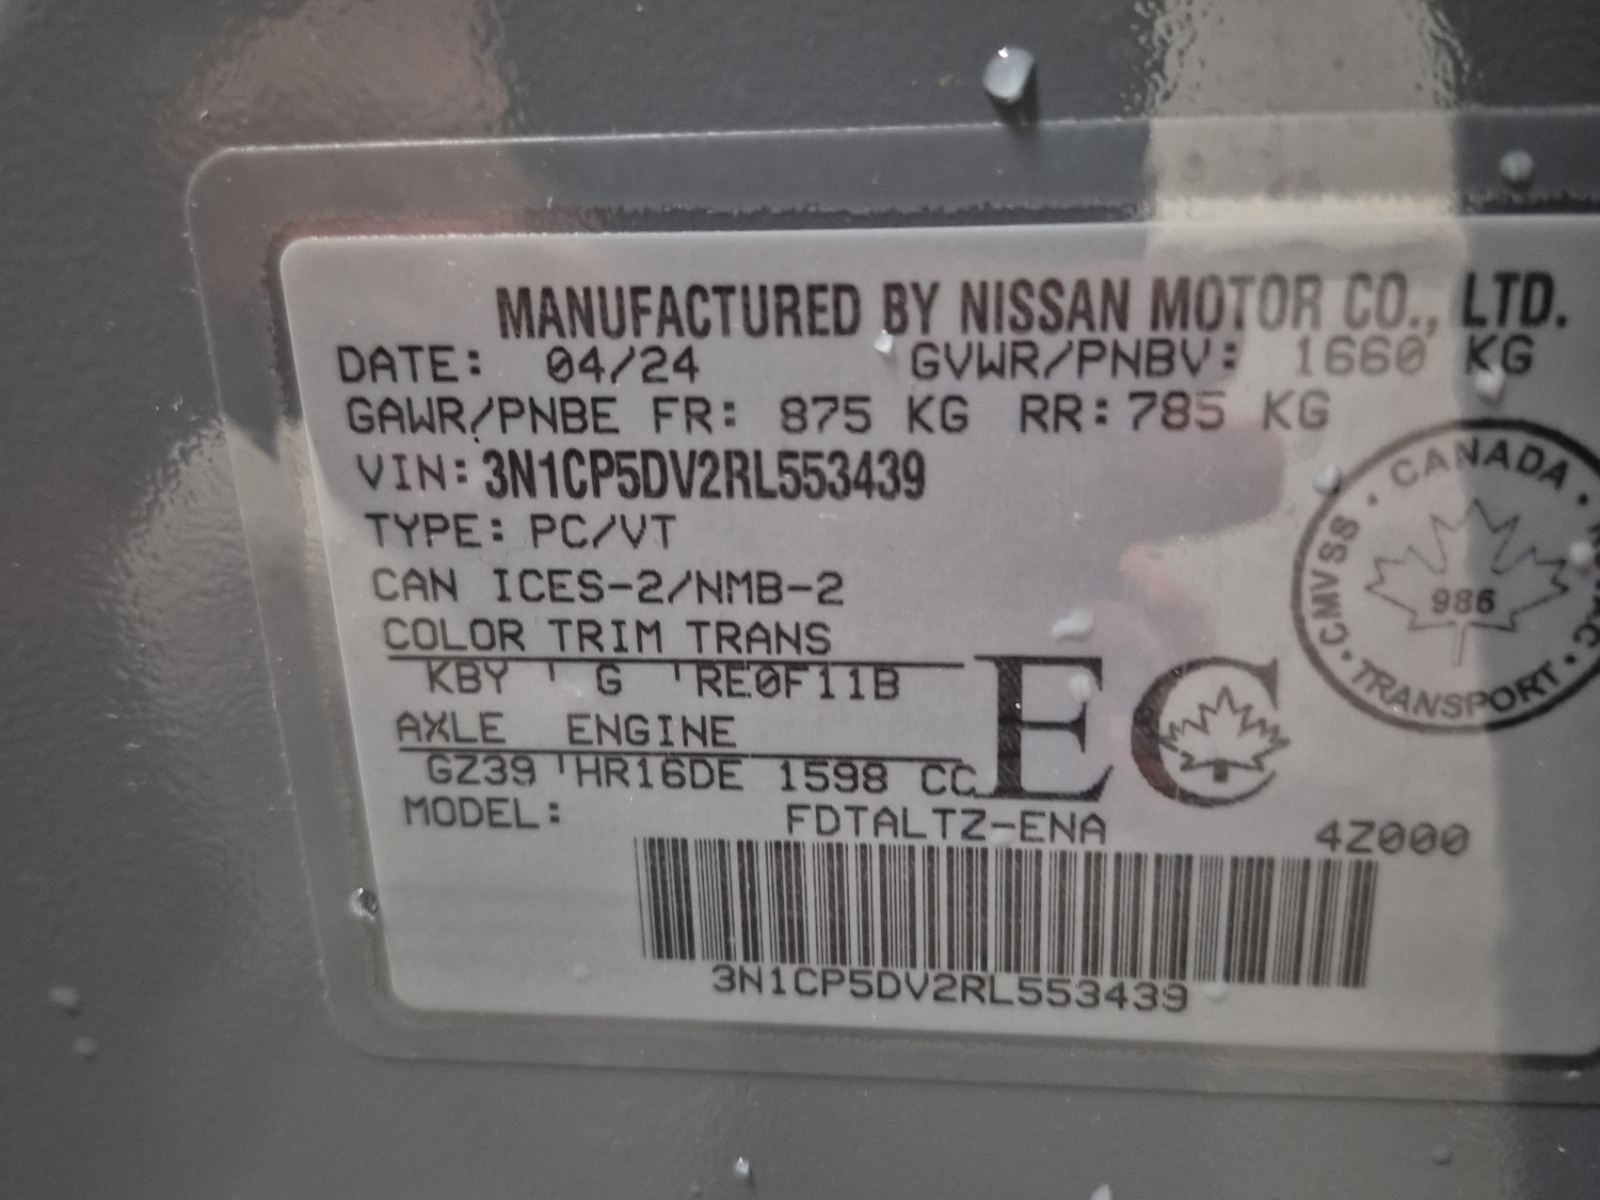 MANUFACTURED BY NISSAN MOTOR CO., LTD.
DATE: 04/24 GVWR/PNBV: 1660 KG
GAWR/PNBE FR: 875 KG RR: 785 KG
VIN: 3N1CP5DV2RL553439
TYPE: PC/VT
CAN ICES-2/NMB-2
COLOR TRIM TRANS
KBY ' G 'RE0F11B
AXLE ENGINE
GZ39 'HR16DE 1598 CC
MODEL: FDTALTZ-ENA 4Z000
3N1CP5DV2RL553439
EC
· CANADA ·
CMVSS
986
· TRANSPORT ·